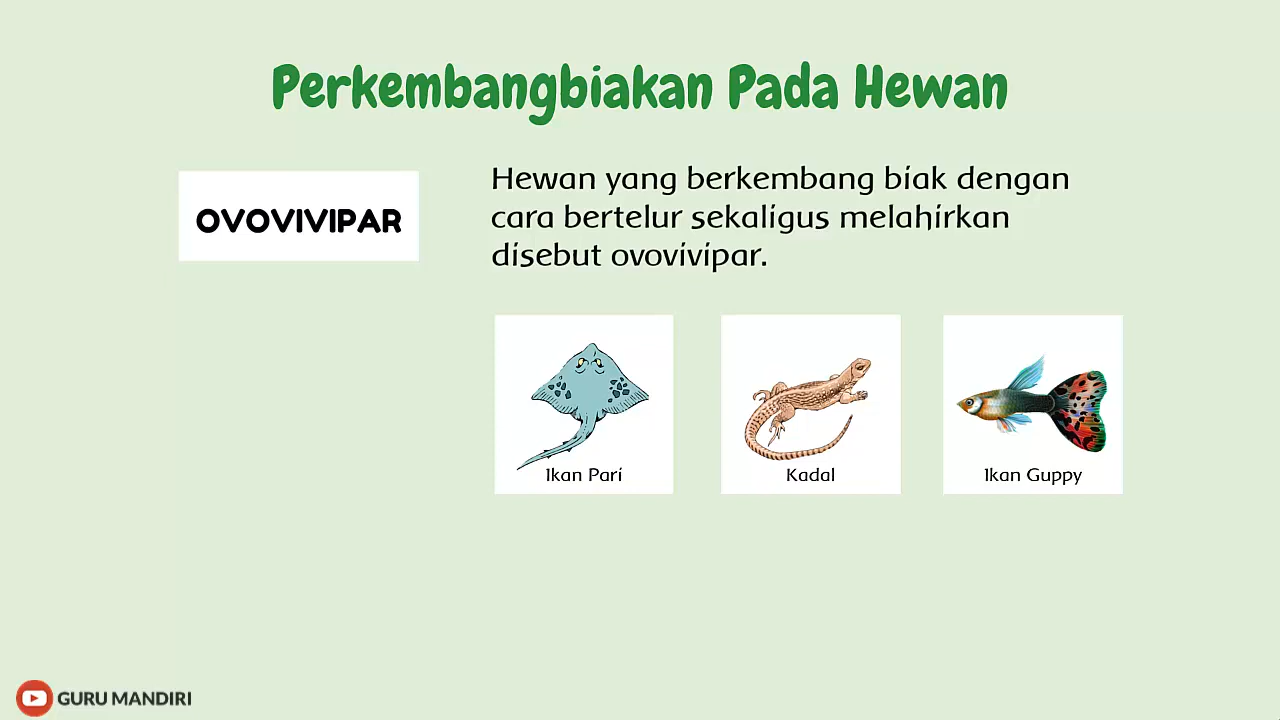 Perkembangbiakan Pada Hewan
OVOVIVIPAR
Hewan yang berkembang biak dengan
cara bertelur sekaligus melahirkan
disebut ovovivipar.
Ikan Pari
Kadal
Ikan Guppy
GURU MANDIRI